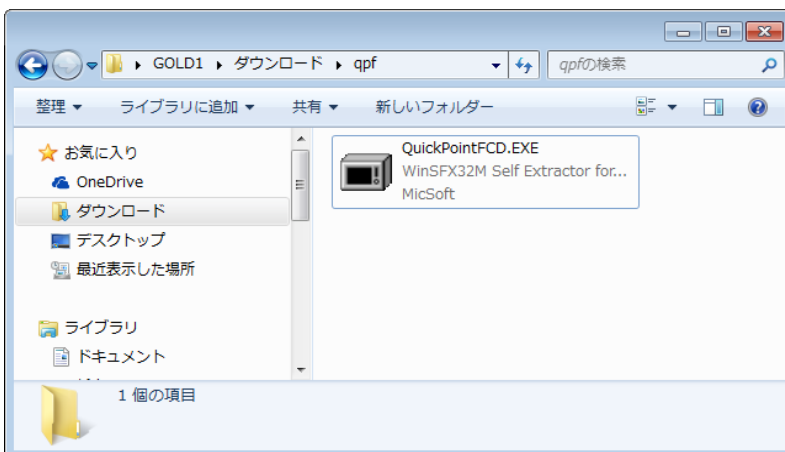 GOLD1 ダウンロード qpf qpfの検索
整理 ライブラリに追加 共有 新しいフォルダー
お気に入り
OneDrive
ダウンロード
デスクトップ
最近表示した場所
ライブラリ
ドキュメント
QuickPointFCD.EXE
WinSFX32M Self Extractor for...
MicSoft
1 個の項目